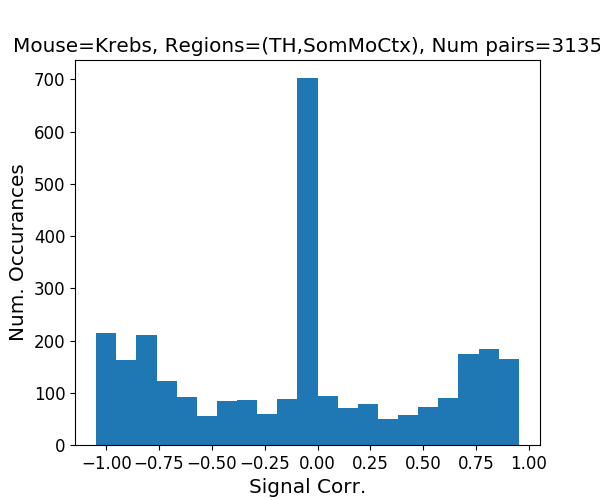 Mouse=Krebs, Regions=(TH,SomMoCtx), Num pairs=3135
700
600
500
400
300
200
100
0
Num. Occurances
−1.00 −0.75 −0.50 −0.25 0.00 0.25 0.50 0.75 1.00
Signal Corr.